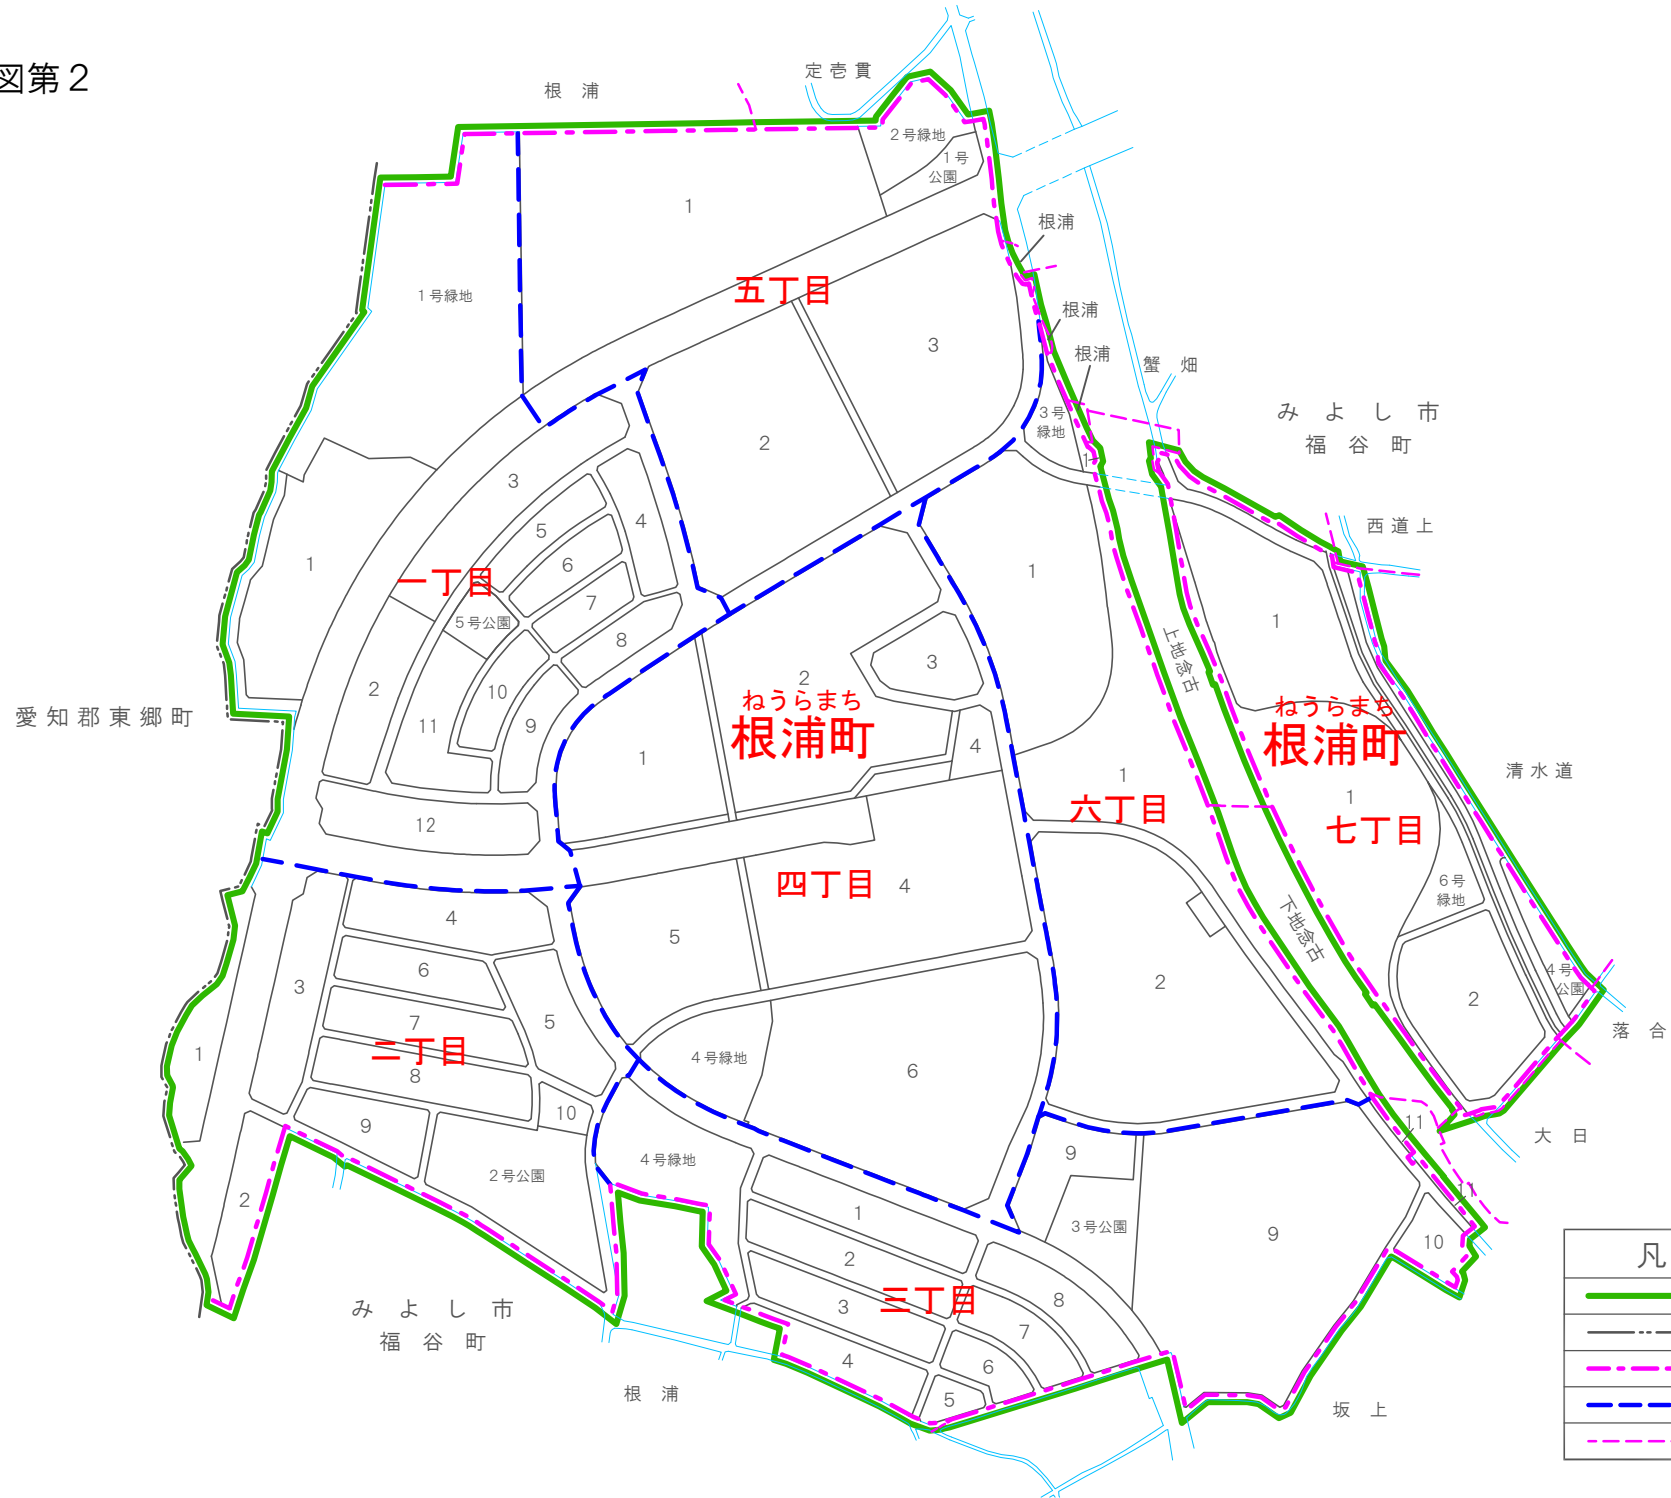 図第２
根浦
定壱貫
２号緑地
１号
公園
1
根浦
１号緑地
五丁目
根浦
3
根浦
蟹畑
みよし市
福谷町
３号
緑地
2
1
3
西道上
5
4
6
1
一丁目
7
1
5号公園
8
1
上地念古
3
2
2
10
ねうらまち
根浦町
ねうらまち
根浦町
愛知郡東郷町
11
9
1
4
清水道
1
1
六丁目
七丁目
12
四丁目
4
6号
緑地
4
5
下地念古
6
4号
公園
3
2
2
7
5
落合
二丁目
1
4号緑地
6
8
10
9
11
大日
9
4号緑地
2号公園
11
2
1
3号公園
9
10
2
凡
三丁目
3
8
みよし市
福谷町
7
4
6
根浦
5
坂上